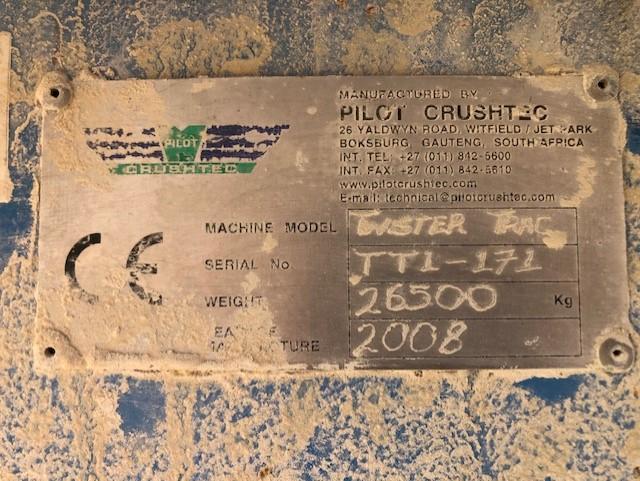 MANUFACTURED BY
PILOT CRUSHTEC
26 YALDWYN ROAD, WITFIELD / JET PARK
BOKSBURG, GAUTENG, SOUTH AFRICA
INT. TEL: +27 (011) 842-5600
INT. FAX: +27 (011) 842-5610
www.pilotcrushtec.com
E-mail: technical@pilotcrushtec.com
PILOT
CRUSHTEC
CE
MACHINE MODEL TWISTER TRAC
SERIAL No. TT1-171
WEIGHT 26500 Kg
2008